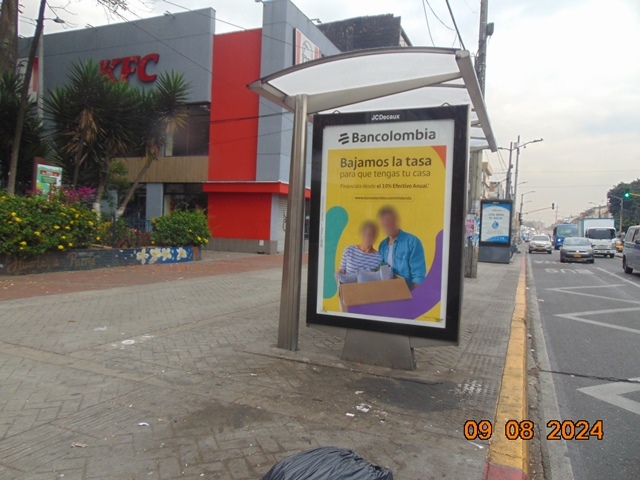 KFC
JCDecaux
Bancolombia
Bajamos la tasa
para que tengas tu casa
Financiala desde el 10% Efectivo Anual*
09 08 2024